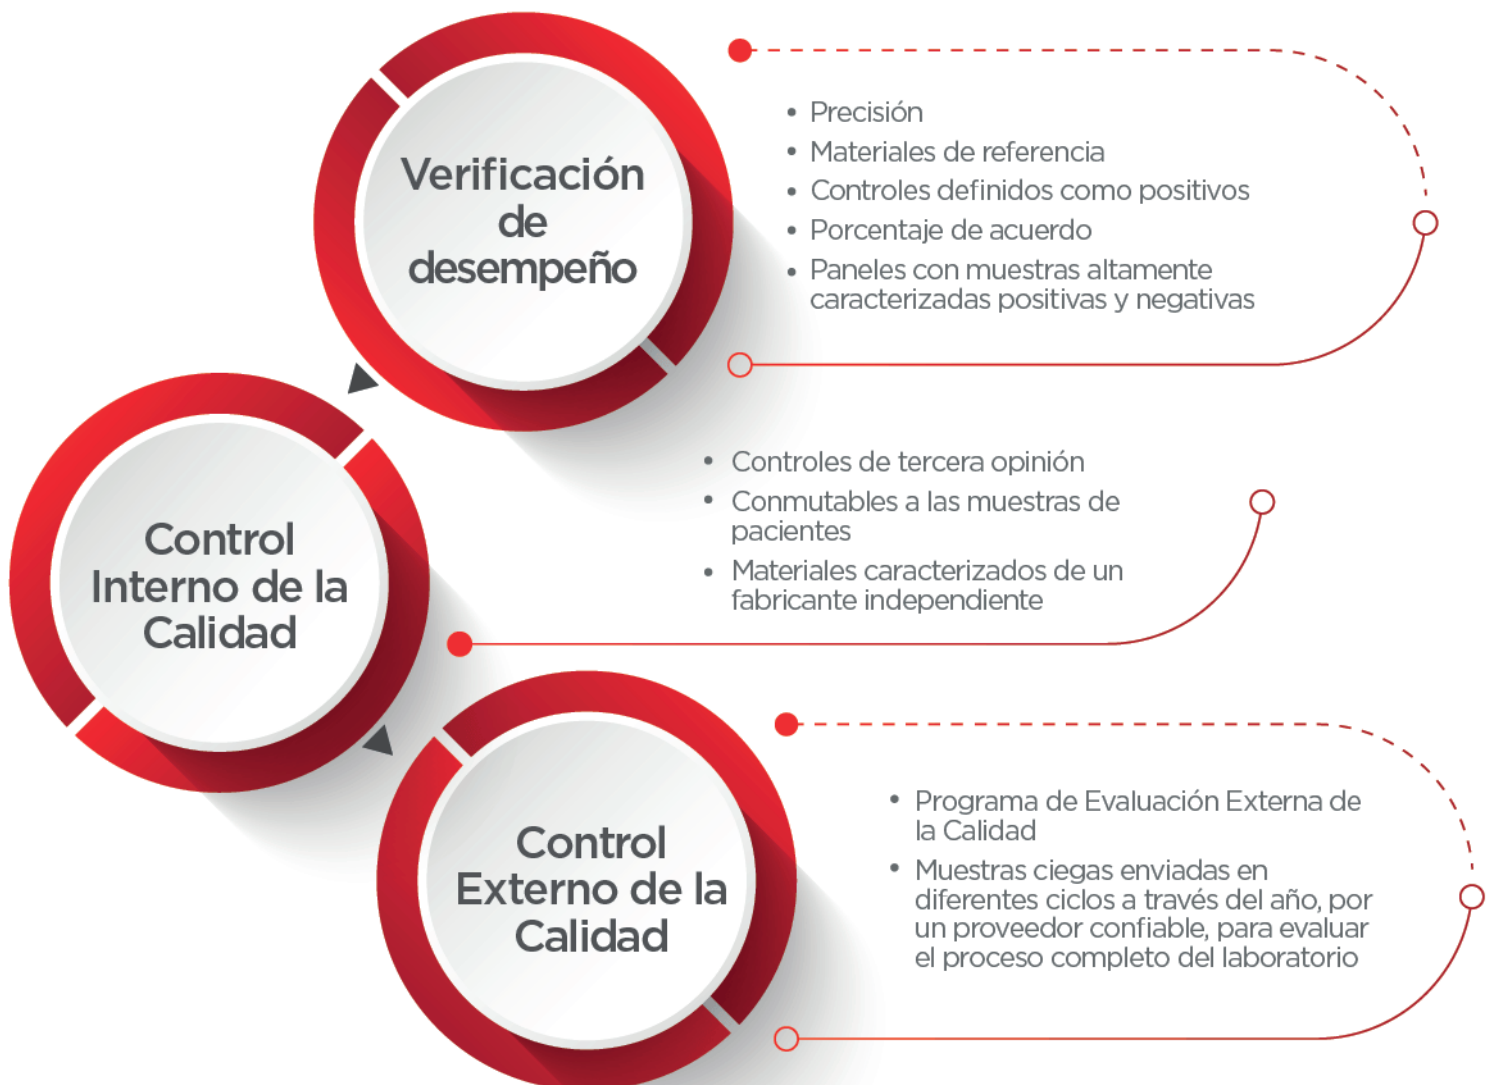 Verificación
de
desempeño
• Precisión
• Materiales de referencia
• Controles definidos como positivos
• Porcentaje de acuerdo
• Paneles con muestras altamente
caracterizadas positivas y negativas
Control
Interno de la
Calidad
• Controles de tercera opinión
• Conmutables a las muestras de
pacientes
• Materiales caracterizados de un
fabricante independiente
Control
Externo de la
Calidad
• Programa de Evaluación Externa de
la Calidad
• Muestras ciegas enviadas en
diferentes ciclos a través del año, por
un proveedor confiable, para evaluar
el proceso completo del laboratorio